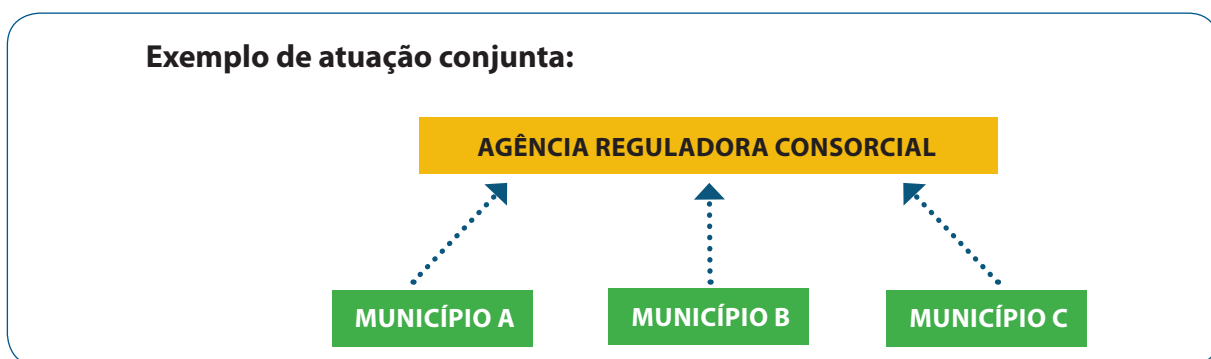 Exemplo de atuação conjunta:
AGÊNCIA REGULADORA CONSORCIAL
MUNICÍPIO A
MUNICÍPIO B
MUNICÍPIO C